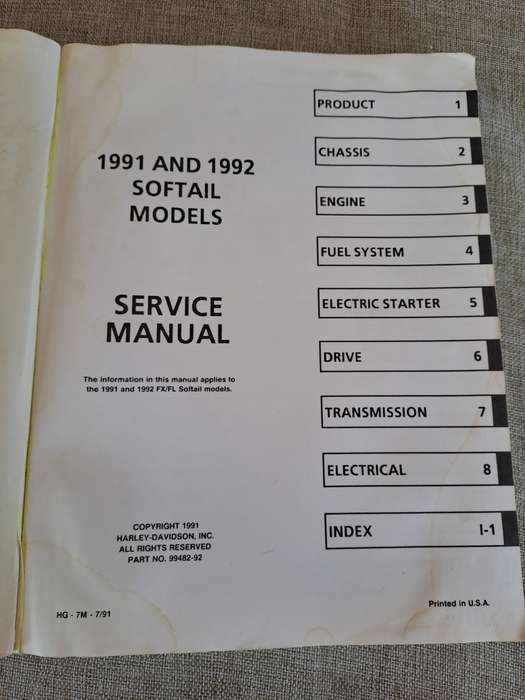 1991 AND 1992
SOFTAIL
MODELS
SERVICE
MANUAL
The information in this manual applies to
the 1991 and 1992 FX/FL Softail models.
COPYRIGHT 1991
HARLEY-DAVIDSON, INC.
ALL RIGHTS RESERVED
PART NO. 99482-92
HG - 7M - 7/91
PRODUCT 1
CHASSIS 2
ENGINE 3
FUEL SYSTEM 4
ELECTRIC STARTER 5
DRIVE 6
TRANSMISSION 7
ELECTRICAL 8
INDEX I-1
Printed in U.S.A.